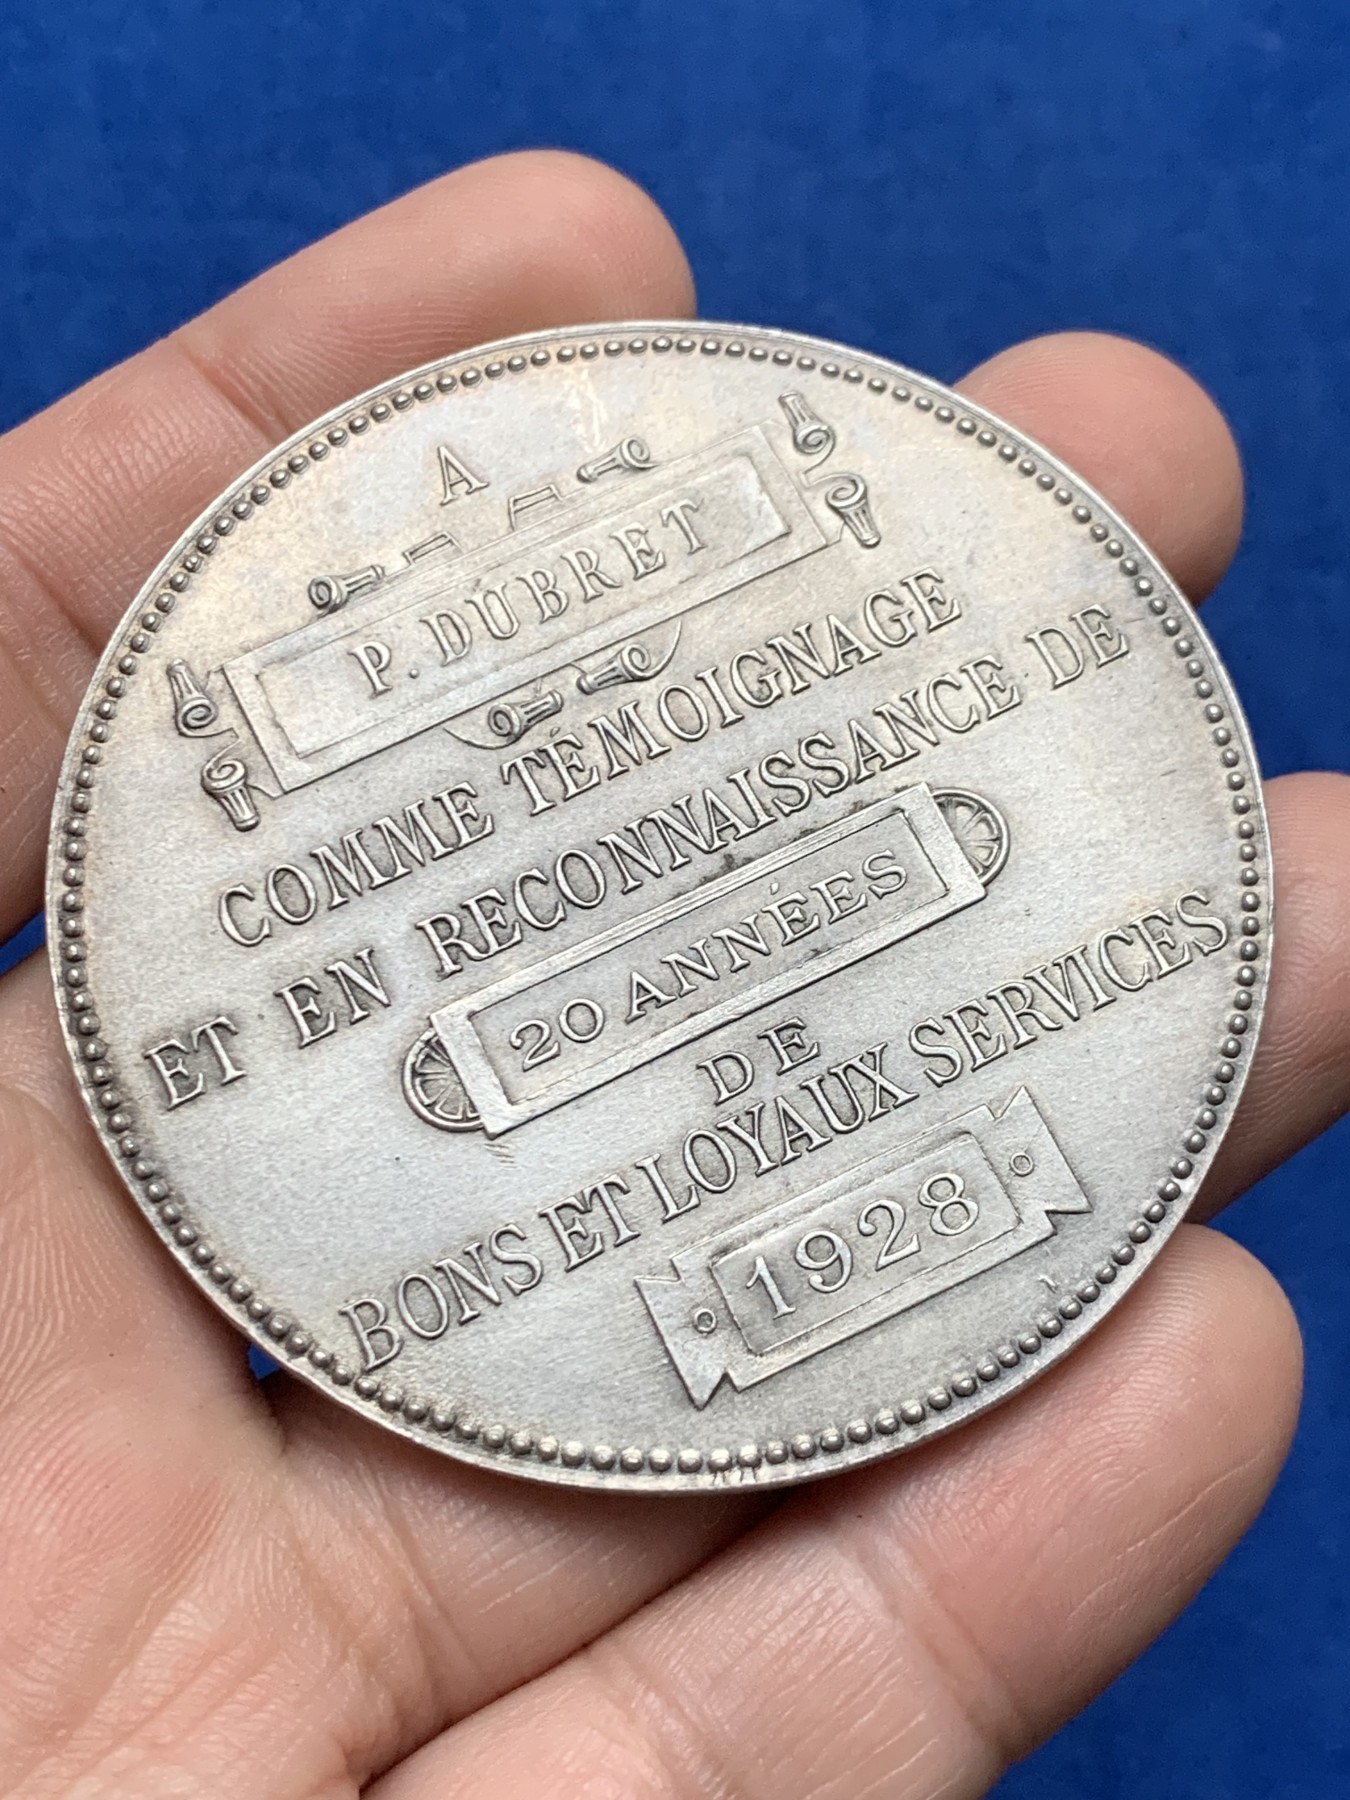 A
P. DUBRET
COMME TÉMOIGNAGE
ET EN RECONNAISSANCE DE
20 ANNÉES
DE
BONS ET LOYAUX SERVICES
1928